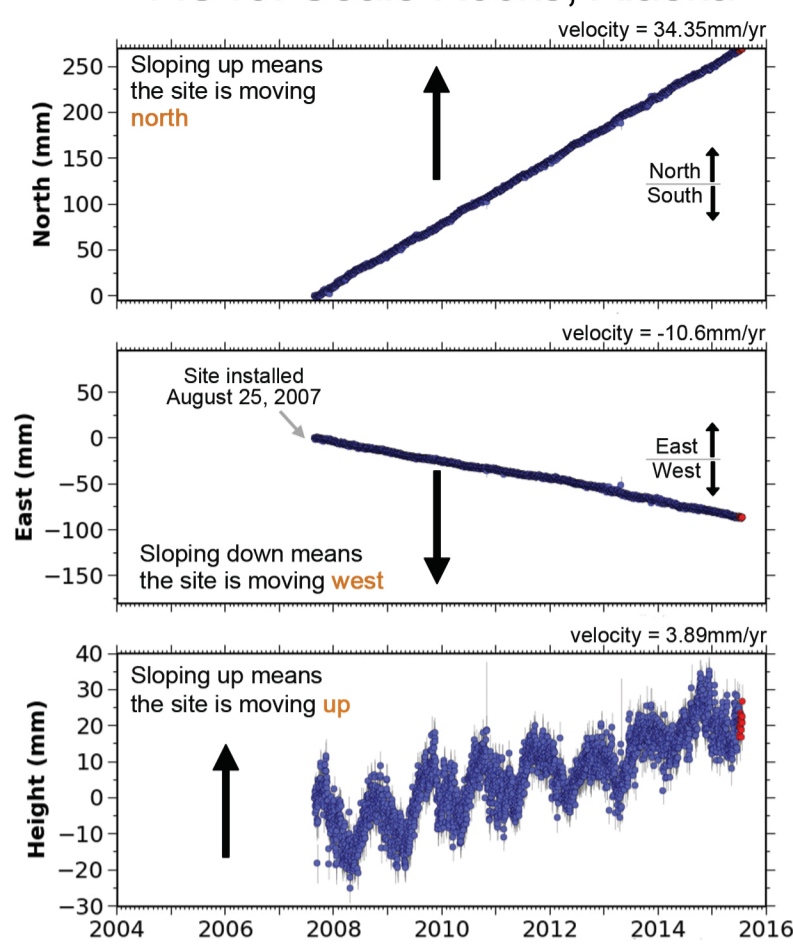 velocity = 34.35mm/yr
Sloping up means
the site is moving
north
North
South
North (mm)
250
200
150
100
50
0
velocity = -10.6mm/yr
Site installed
August 25, 2007
East
West
Sloping down means
the site is moving west
East (mm)
50
0
−50
−100
−150
velocity = 3.89mm/yr
Sloping up means
the site is moving up
Height (mm)
40
30
20
10
0
−10
−20
−30
2004 2006 2008 2010 2012 2014 2016